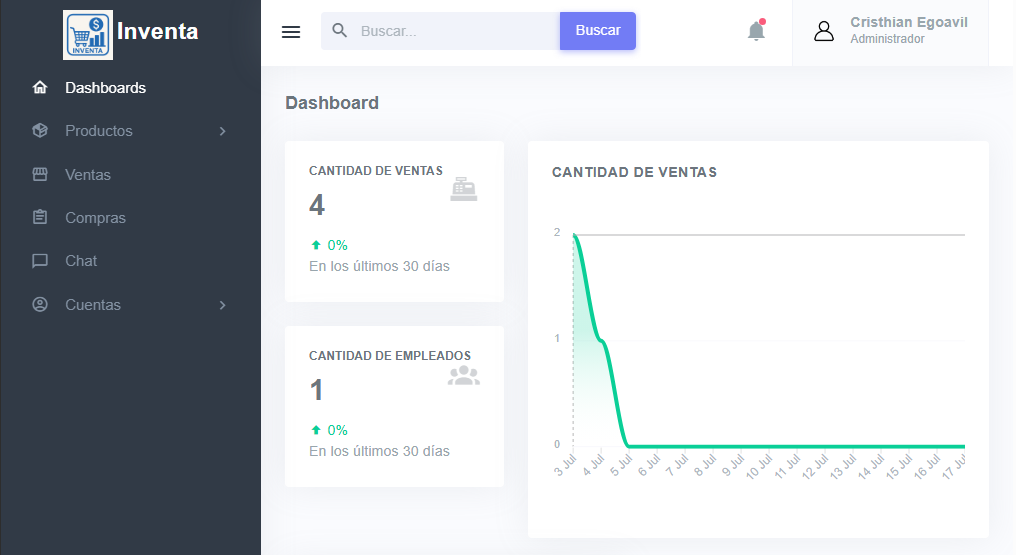 INVENTA
Inventa
Dashboards
Productos
Ventas
Compras
Chat
Cuentas
Buscar...
Buscar
Cristhian Egoavil
Administrador
Dashboard
CANTIDAD DE VENTAS
4
0%
En los últimos 30 días
CANTIDAD DE EMPLEADOS
1
0%
En los últimos 30 días
CANTIDAD DE VENTAS
2
1
0
3 Jul
4 Jul
5 Jul
6 Jul
7 Jul
8 Jul
9 Jul
10 Jul
11 Jul
12 Jul
13 Jul
14 Jul
15 Jul
16 Jul
17 Jul